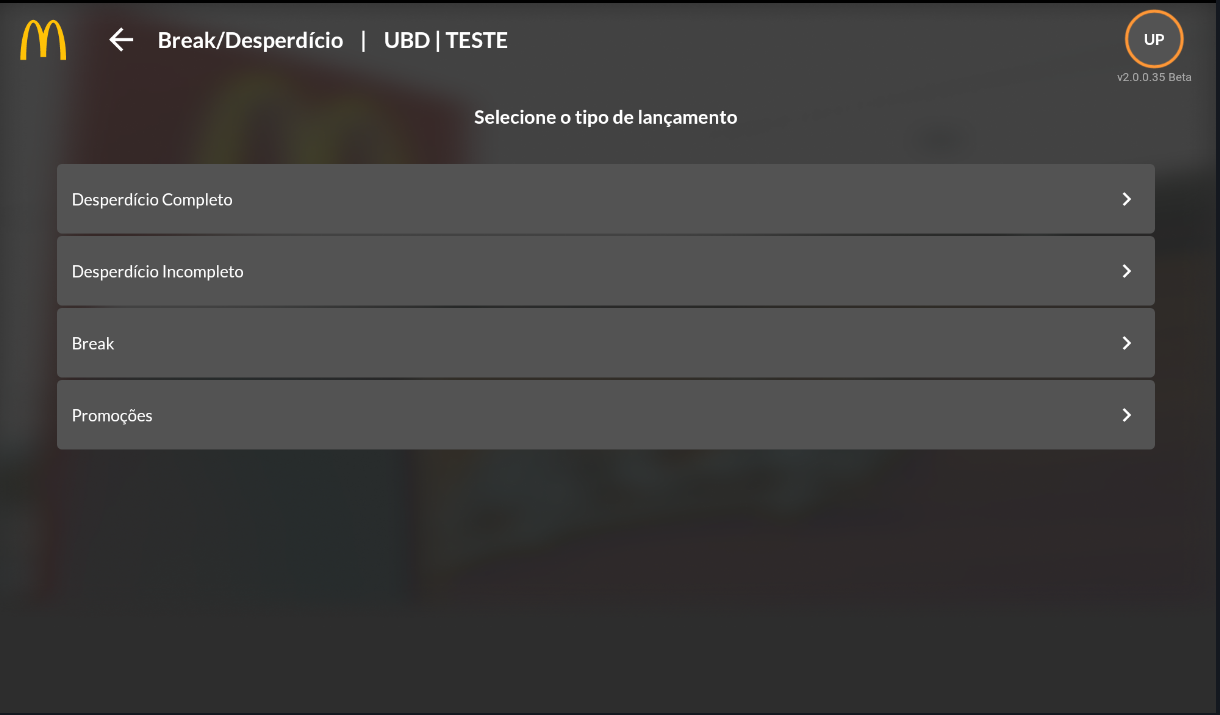 Break/Desperdício | UBD | TESTE
UP
v2.0.0.35 Beta
Selecione o tipo de lançamento
Desperdício Completo
Desperdício Incompleto
Break
Promoções